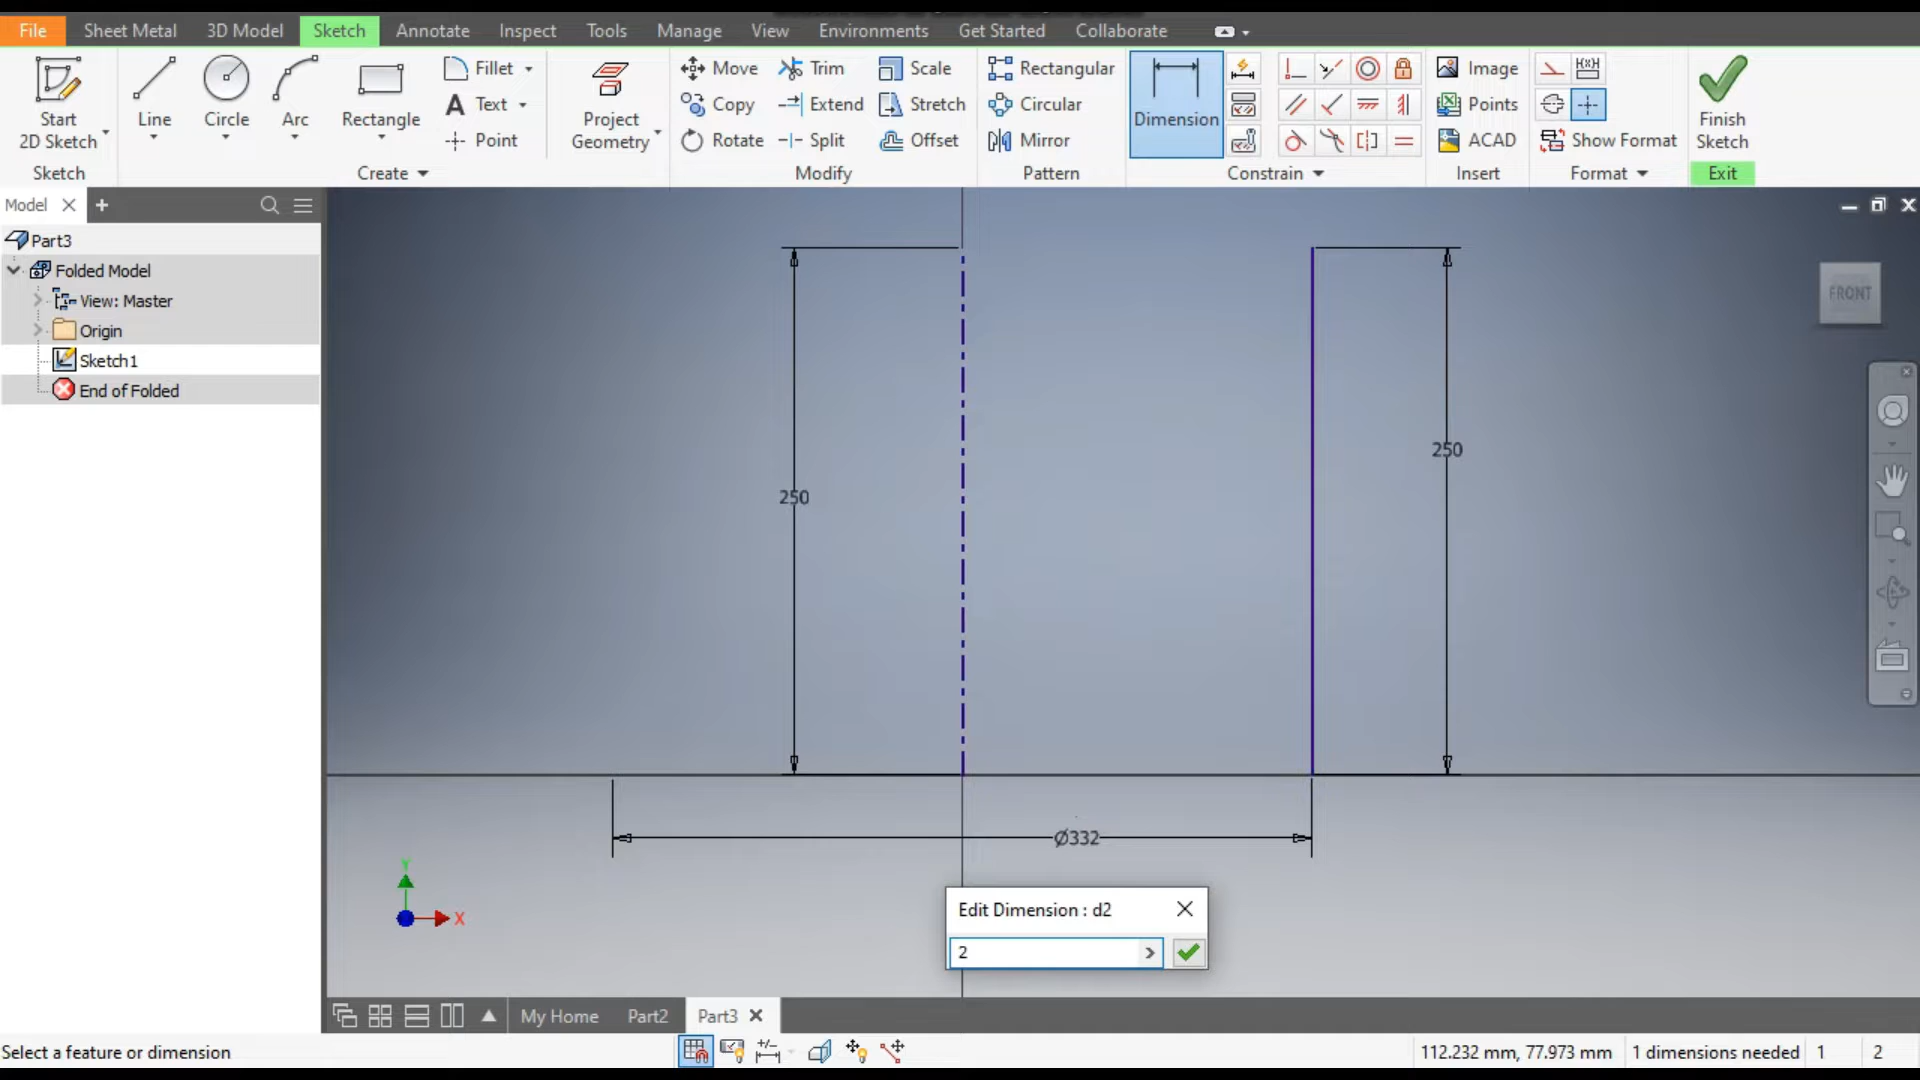 File Sheet Metal 3D Model Sketch Annotate Inspect Tools Manage View Environments Get Started Collaborate
Start 2D Sketch
Line
Circle
Arc
Rectangle
Fillet
Text
Point
Project Geometry
Move
Copy
Rotate
Trim
Extend
Split
Scale
Stretch
Offset
Rectangular
Circular
Mirror
Dimension
Image
Points
ACAD
Show Format
Finish Sketch
Sketch Create Modify Pattern Constrain Insert Format Exit
Model
Part3
Folded Model
View: Master
Origin
Sketch1
End of Folded
FRONT
250
250
Ø332
Y
X
Edit Dimension : d2
2
My Home Part2 Part3
Select a feature or dimension
112.232 mm, 77.973 mm 1 dimensions needed 1 2